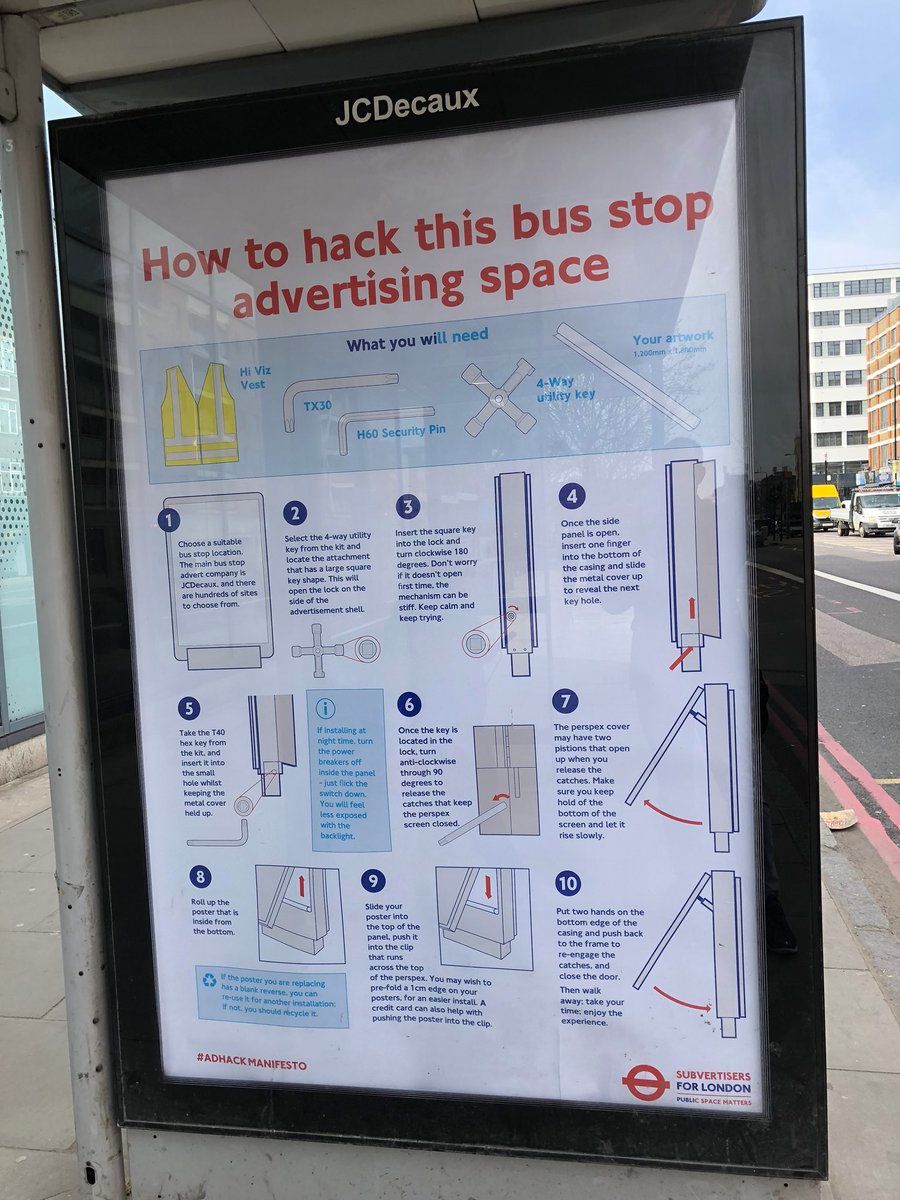 JCDecaux
How to hack this bus stop
advertising space
What you will need
Hi Viz
Vest
TX30
H60 Security Pin
4-Way
utility key
Your artwork
1,200mm x 1,800mm
1
Choose a suitable
bus stop location.
The main bus stop
advert company is
JCDecaux, and there
are hundreds of sites
to choose from.
2
Select the 4-way utility
key from the kit and
locate the attachment
that has a large square
key shape. This will
open the lock on the
side of the
advertisement shell.
3
Insert the square key
into the lock and
turn clockwise 180
degrees. Don't worry
if it doesn't open
first time, the
mechanism can be
stiff. Keep calm and
keep trying.
4
Once the side
panel is open,
insert one finger
into the bottom of
the casing and slide
the metal cover up
to reveal the next
key hole.
5
Take the T40
hex key from
the kit, and
insert it into
the small
hole whilst
keeping the
metal cover
held up.
i
If installing at
night time, turn
the power
breakers off
inside the panel
- just flick the
switch down.
You will feel
less exposed
with the
backlight.
6
Once the key is
located in the
lock, turn
anti-clockwise
through 90
degrees to
release the
catches that keep
the perspex
screen closed.
7
The perspex cover
may have two
pistions that open
up when you
release the
catches. Make
sure you keep
hold of the
bottom of the
screen and let it
rise slowly.
8
Roll up the
poster that is
inside from
the bottom.
If the poster you are replacing
has a blank reverse, you can
re-use it for another installation:
If not, you should recycle it.
9
Slide your
poster into
the top of the
panel, push it
into the clip
that runs
across the top
of the perspex. You may wish to
pre-fold a 1cm edge on your
posters, for an easier install. A
credit card can also help with
pushing the poster into the clip.
10
Put two hands on the
bottom edge of the
casing and push back
to the frame to
re-engage the
catches, and
close the door.
Then walk
away; take your
time; enjoy the
experience.
#ADHACKMANIFESTO
SUBVERTISERS
FOR LONDON
PUBLIC SPACE MATTERS
3